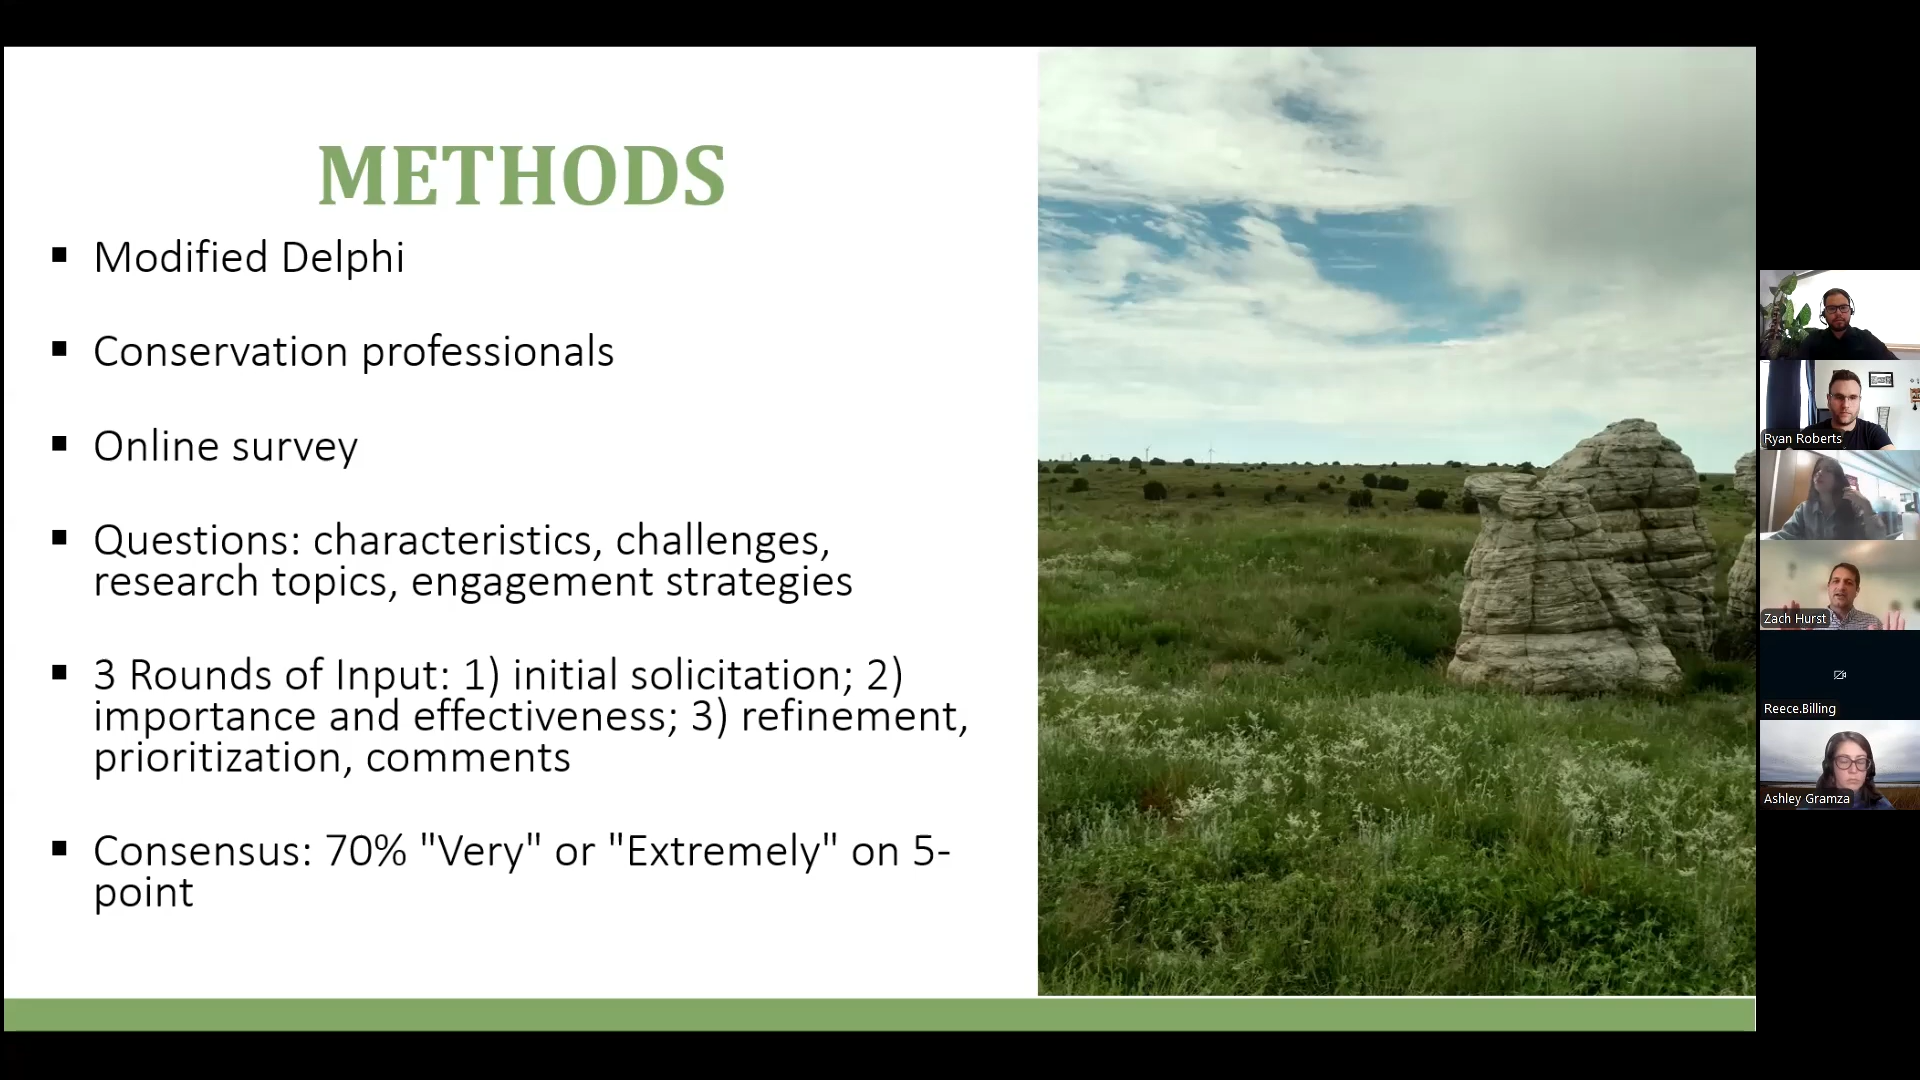 METHODS
▪ Modified Delphi
▪ Conservation professionals
▪ Online survey
▪ Questions: characteristics, challenges,
research topics, engagement strategies
▪ 3 Rounds of Input: 1) initial solicitation; 2)
importance and effectiveness; 3) refinement,
prioritization, comments
▪ Consensus: 70% "Very" or "Extremely" on 5-
point
Ryan Roberts
Zach Hurst
Reece.Billing
Ashley Gramza